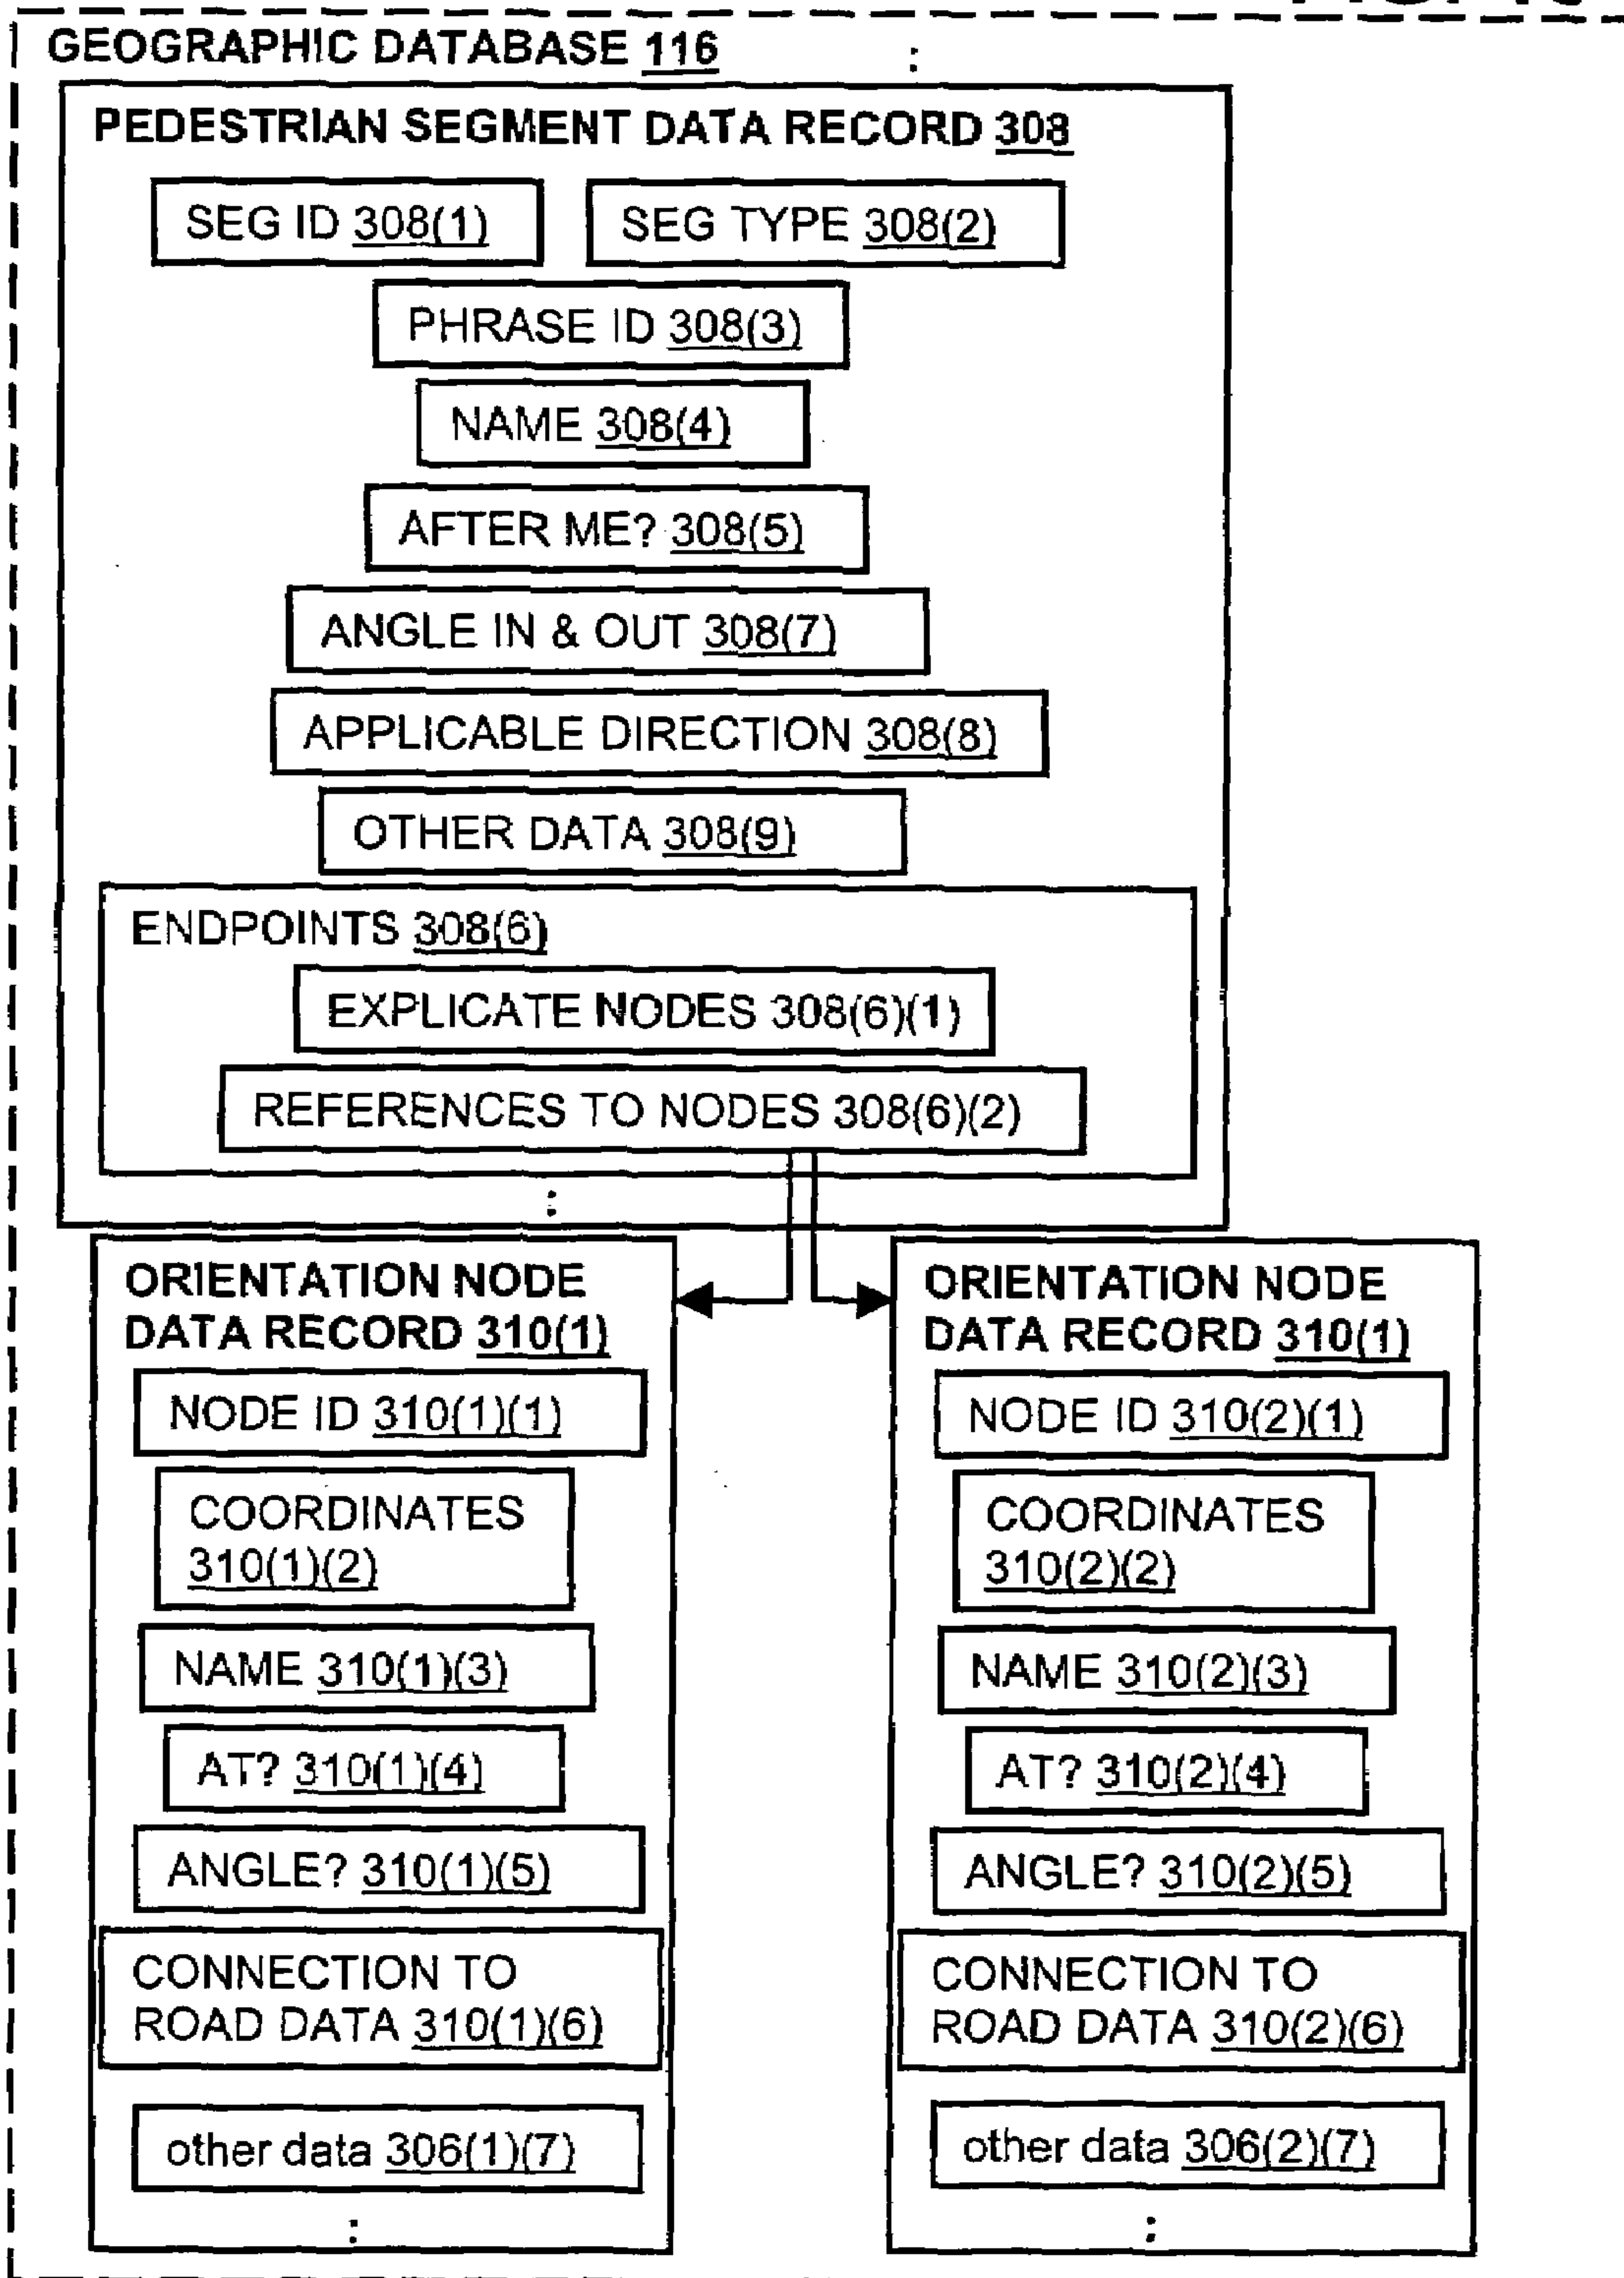 GEOGRAPHIC DATABASE 116
:
PEDESTRIAN SEGMENT DATA RECORD 308
SEG ID 308(1)
SEG TYPE 308(2)
PHRASE ID 308(3)
NAME 308(4)
AFTER ME? 308(5)
ANGLE IN & OUT 308(7)
APPLICABLE DIRECTION 308(8)
OTHER DATA 308(9)
ENDPOINTS 308(6)
EXPLICATE NODES 308(6)(1)
REFERENCES TO NODES 308(6)(2)
:
ORIENTATION NODE
DATA RECORD 310(1)
NODE ID 310(1)(1)
COORDINATES
310(1)(2)
NAME 310(1)(3)
AT? 310(1)(4)
ANGLE? 310(1)(5)
CONNECTION TO
ROAD DATA 310(1)(6)
other data 306(1)(7)
:
ORIENTATION NODE
DATA RECORD 310(1)
NODE ID 310(2)(1)
COORDINATES
310(2)(2)
NAME 310(2)(3)
AT? 310(2)(4)
ANGLE? 310(2)(5)
CONNECTION TO
ROAD DATA 310(2)(6)
other data 306(2)(7)
: